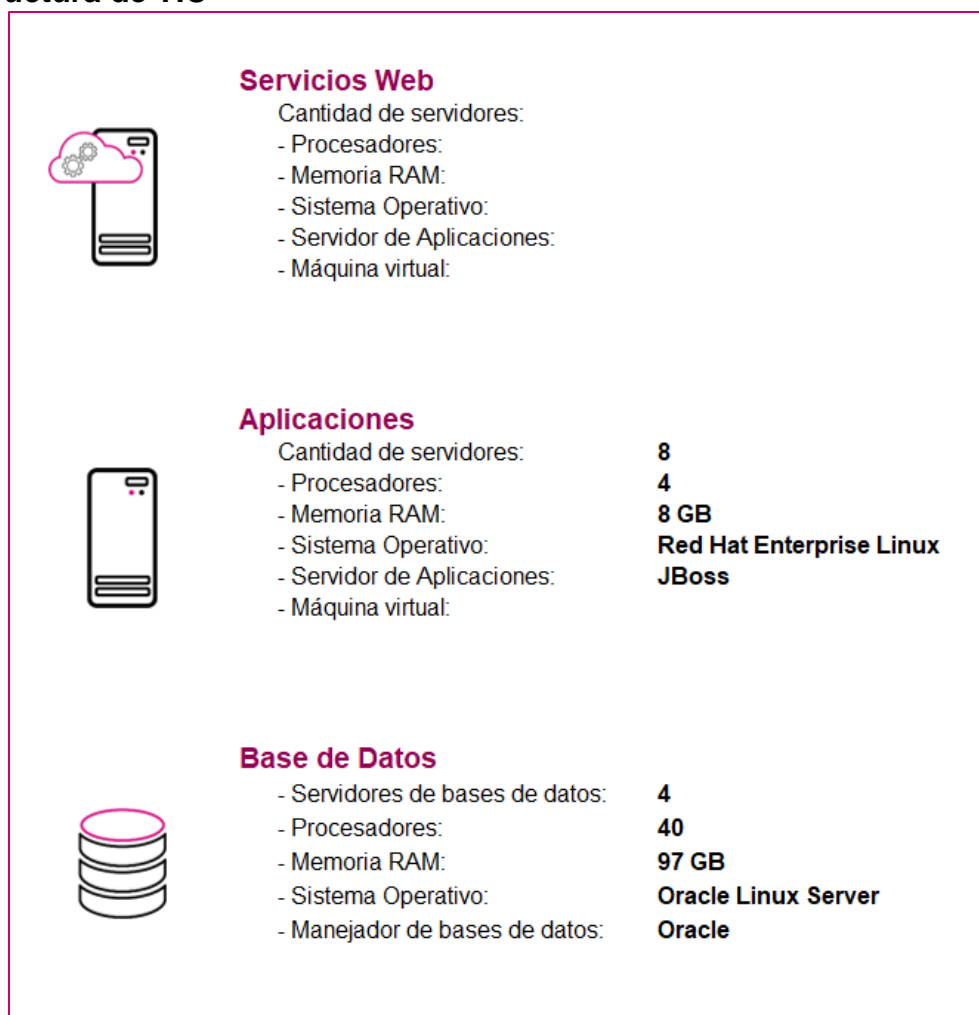 Servicios Web
Cantidad de servidores:
- Procesadores:
- Memoria RAM:
- Sistema Operativo:
- Servidor de Aplicaciones:
- Máquina virtual:
Aplicaciones
Cantidad de servidores: 8
- Procesadores: 4
- Memoria RAM: 8 GB
- Sistema Operativo: Red Hat Enterprise Linux
- Servidor de Aplicaciones: JBoss
- Máquina virtual:
Base de Datos
- Servidores de bases de datos: 4
- Procesadores: 40
- Memoria RAM: 97 GB
- Sistema Operativo: Oracle Linux Server
- Manejador de bases de datos: Oracle